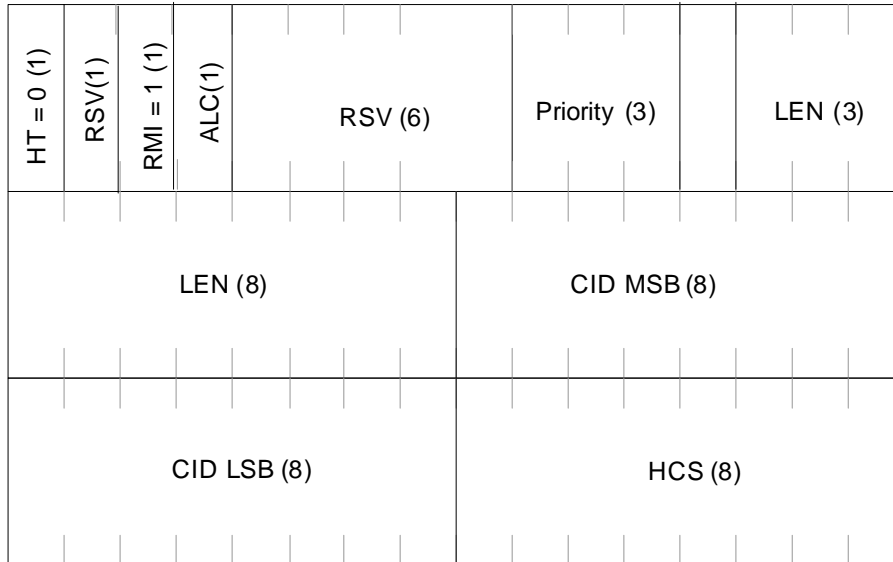 HT = 0 (1)
RSV(1)
RMI = 1 (1)
ALC(1)
RSV (6)
Priority (3)
LEN (3)
LEN (8)
CID MSB (8)
CID LSB (8)
HCS (8)